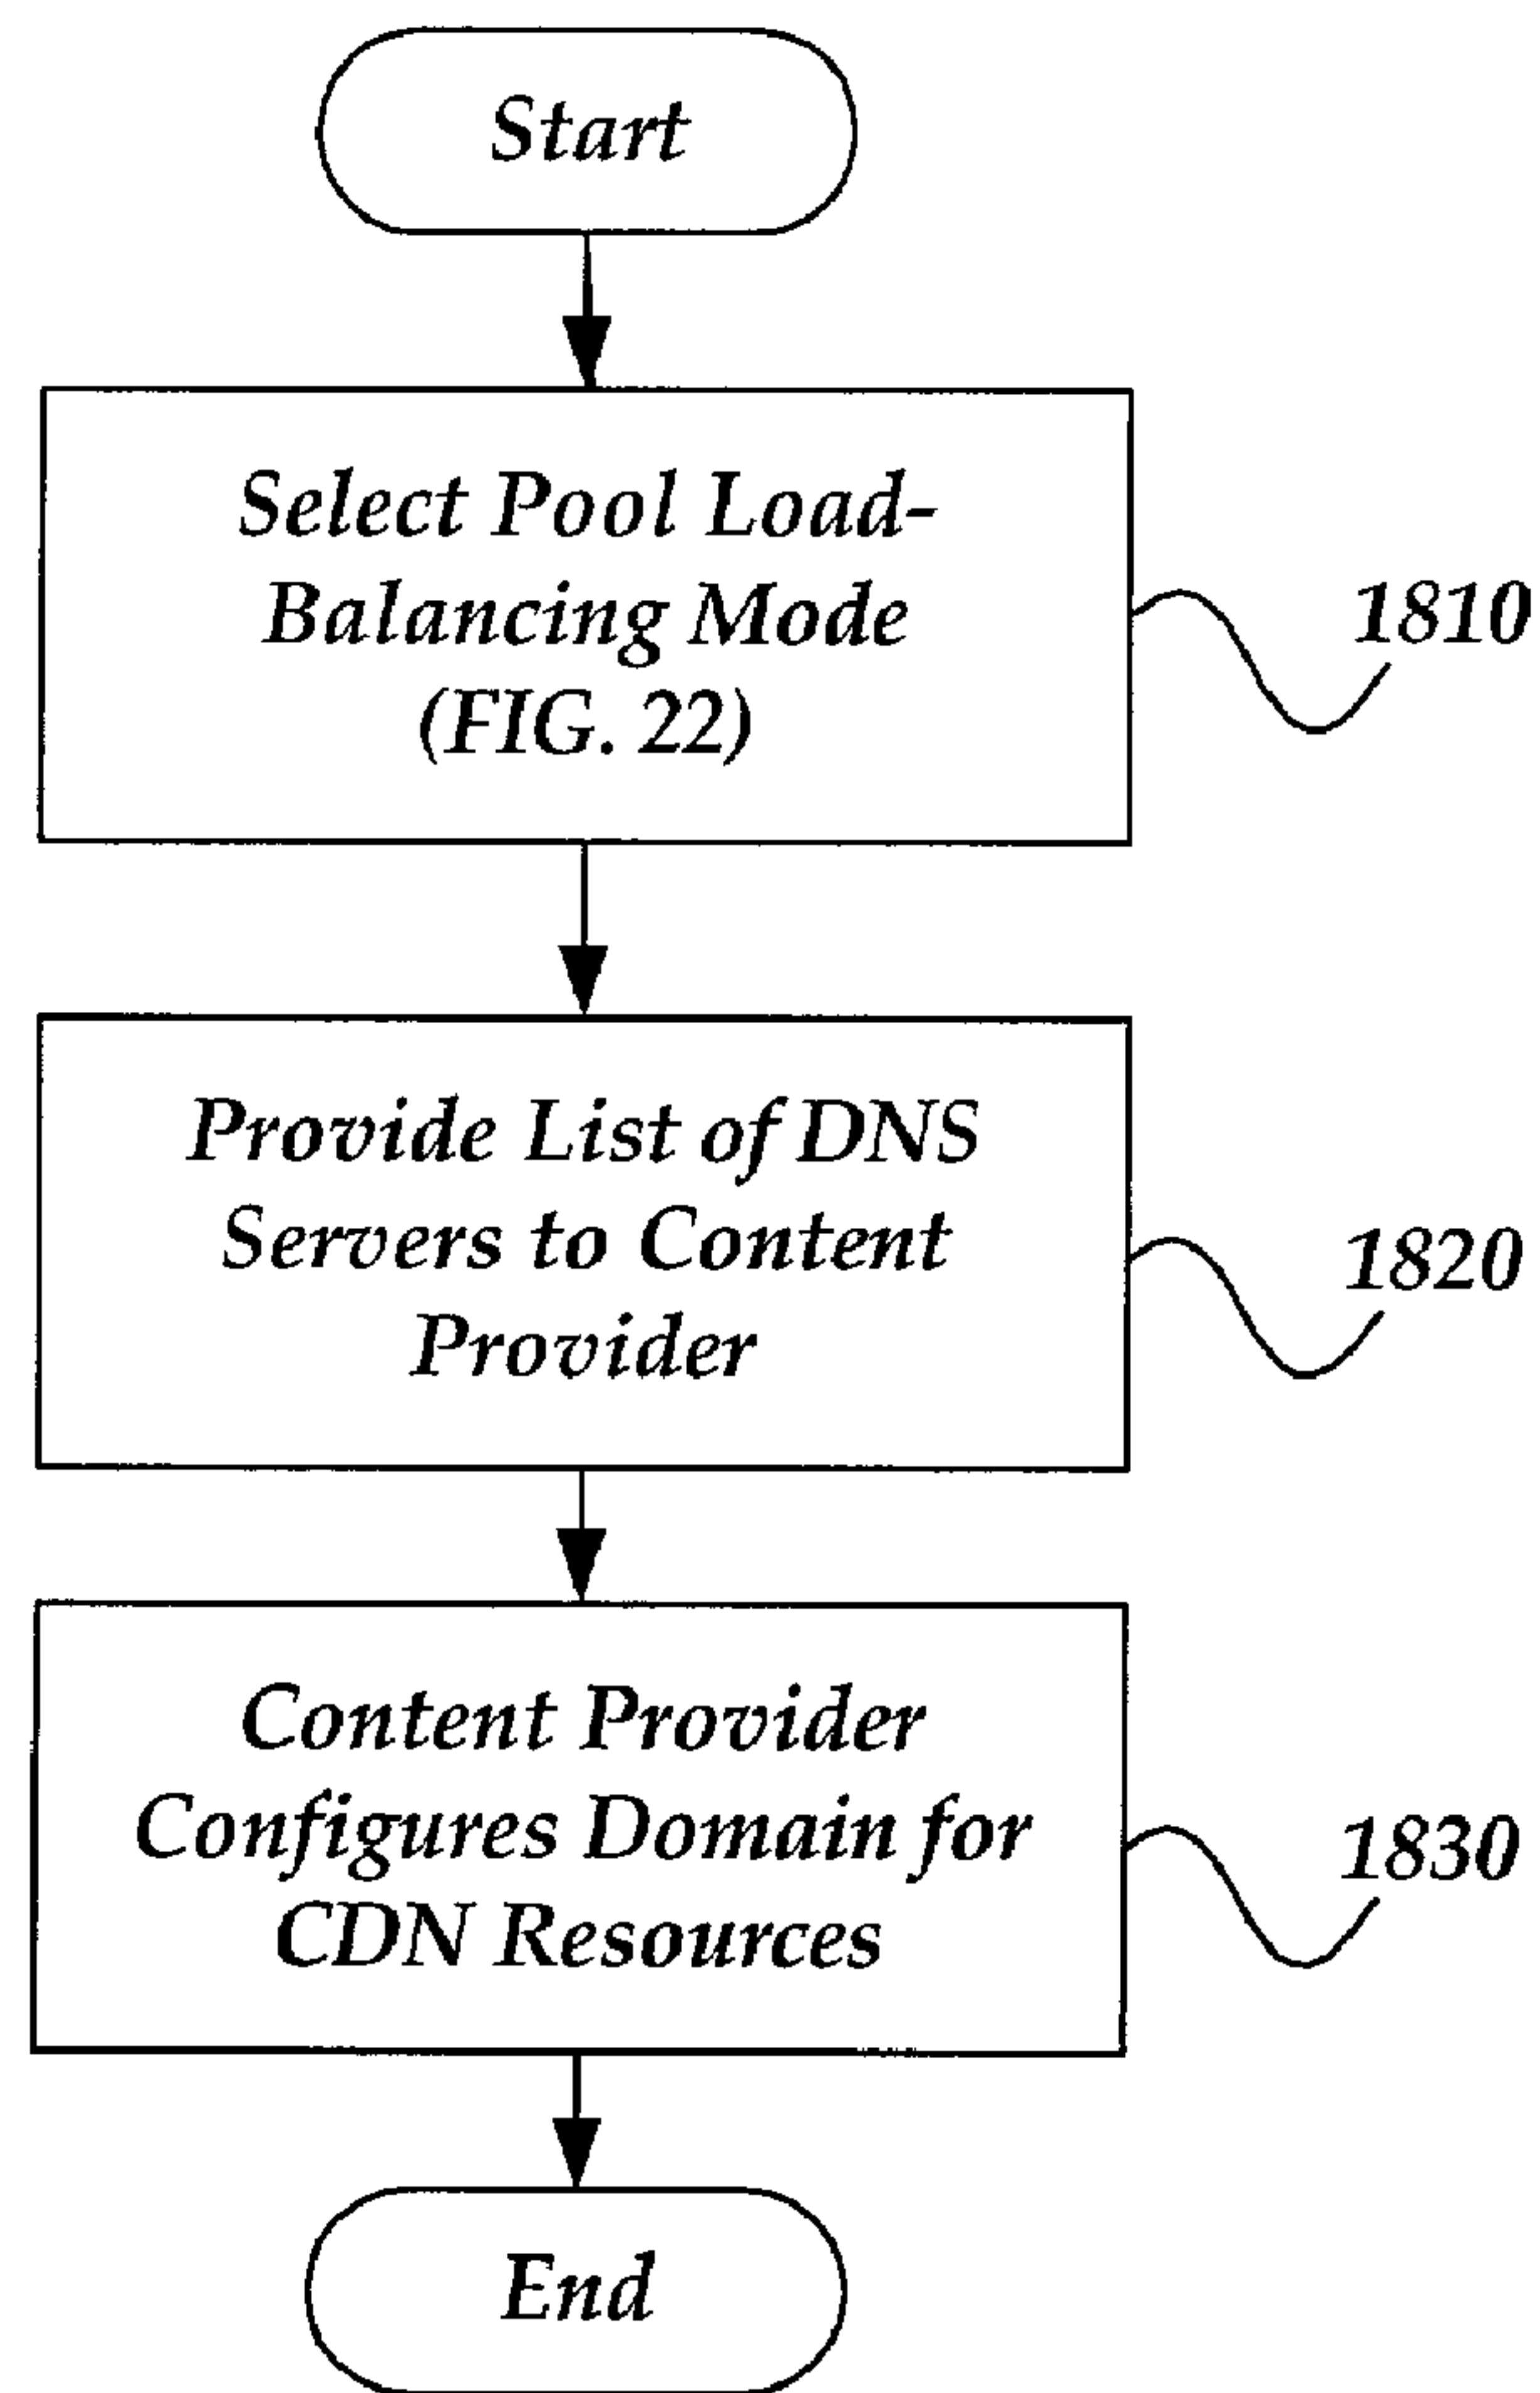 Start
Select Pool Load-
Balancing Mode
(FIG. 22)
1810
Provide List of DNS
Servers to Content
Provider
1820
Content Provider
Configures Domain for
CDN Resources
1830
End